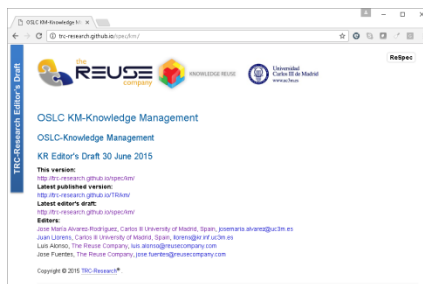 OSLC KM-Knowledge M
trc-research.github.io/spec/km/
ReSpec
TRC-Research Editor's Draft
the
REUSE
company
KNOWLEDGE REUSE
Universidad
Carlos III de Madrid
www.uc3m.es
OSLC KM-Knowledge Management
OSLC-Knowledge Management
KR Editor's Draft 30 June 2015
This version:
http://trc-research.github.io/spec/km/
Latest published version:
http://trc-research.github.io/TR/km/
Latest editor's draft:
http://trc-research.github.io/spec/km/
Editors:
Jose María Alvarez-Rodríguez, Carlos III University of Madrid, Spain, josemaria.alvarez@uc3m.es
Juan Llorens, Carlos III University of Madrid, Spain, llorens@kr.inf.uc3m.es
Luis Alonso, The Reuse Company, luis.alonso@reusecompany.com
Jose Fuentes, The Reuse Company, jose.fuentes@reusecompany.com
Copyright © 2015 TRC-Research®.